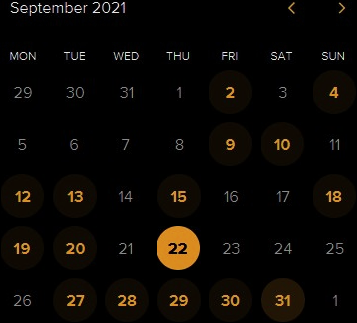 September 2021
MON TUE WED THU FRI SAT SUN
29 30 31 1 2 3 4
5 6 7 8 9 10 11
12 13 14 15 16 17 18
19 20 21 22 23 24 25
26 27 28 29 30 31 1